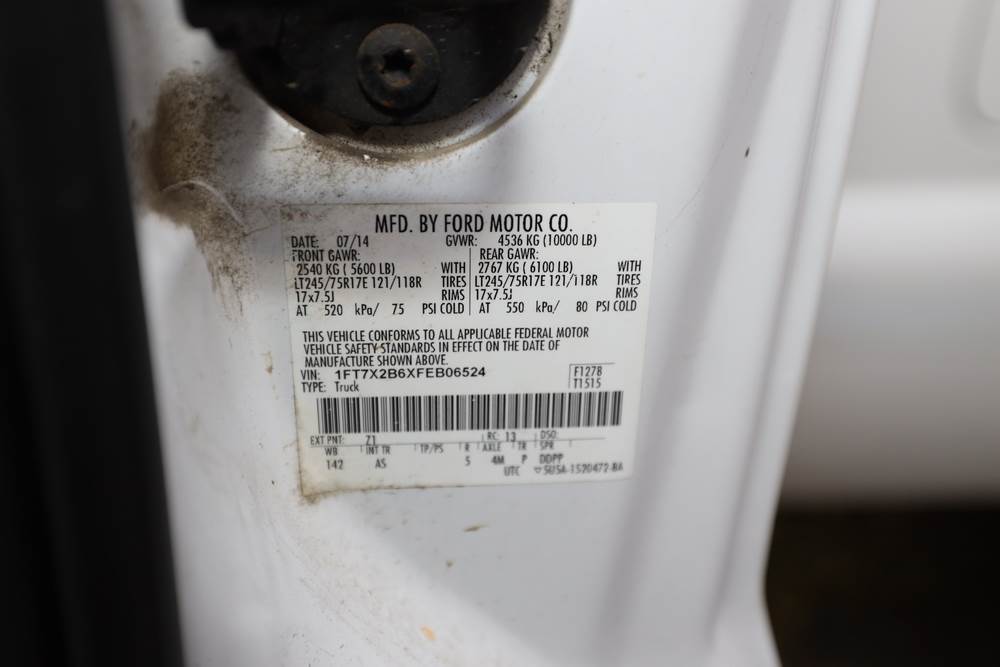 MFD. BY FORD MOTOR CO.
DATE: 07/14 GVWR: 4536 KG (10000 LB)
FRONT GAWR: REAR GAWR:
2540 KG ( 5600 LB) WITH 2767 KG ( 6100 LB) WITH
LT245/75R17E 121/118R TIRES LT245/75R17E 121/118R TIRES
17x7.5J RIMS 17x7.5J RIMS
AT 520 kPa/ 75 PSI COLD AT 550 kPa/ 80 PSI COLD
THIS VEHICLE CONFORMS TO ALL APPLICABLE FEDERAL MOTOR
VEHICLE SAFETY STANDARDS IN EFFECT ON THE DATE OF
MANUFACTURE SHOWN ABOVE.
VIN: 1FT7X2B6XFEB06524 F1278
TYPE: Truck T1515
EXT PNT: Z1 RC: 13 DSO:
WB INT TR TP/PS R AXLE TR SPR
142 AS 5 4M P DDPP
UTC 5U5A-1520472-BA